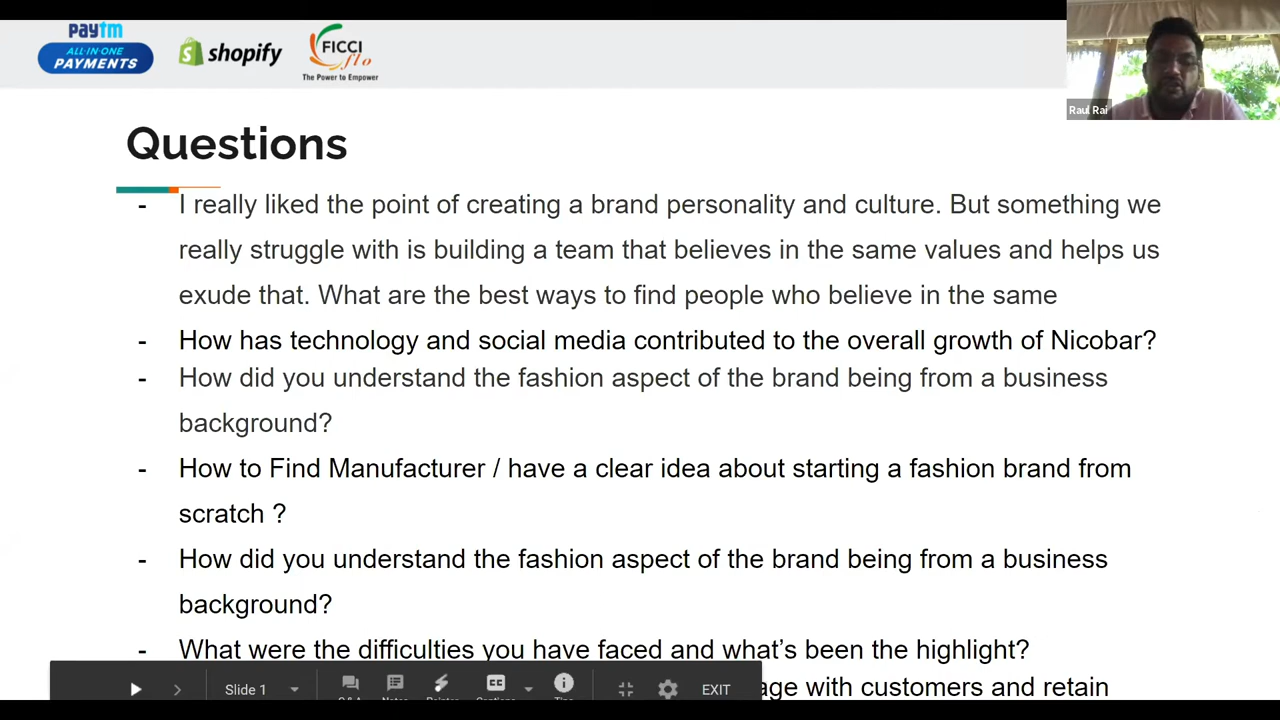 paytm
ALL-IN-ONE
PAYMENTS
shopify
FICCI
flo
The Power to Empower
Raul Rai
Questions
- I really liked the point of creating a brand personality and culture. But something we
really struggle with is building a team that believes in the same values and helps us
exude that. What are the best ways to find people who believe in the same
- How has technology and social media contributed to the overall growth of Nicobar?
- How did you understand the fashion aspect of the brand being from a business
background?
- How to Find Manufacturer / have a clear idea about starting a fashion brand from
scratch ?
- How did you understand the fashion aspect of the brand being from a business
background?
- What were the difficulties you have faced and what's been the highlight?
with customers and retain
Slide 1
CC
EXIT